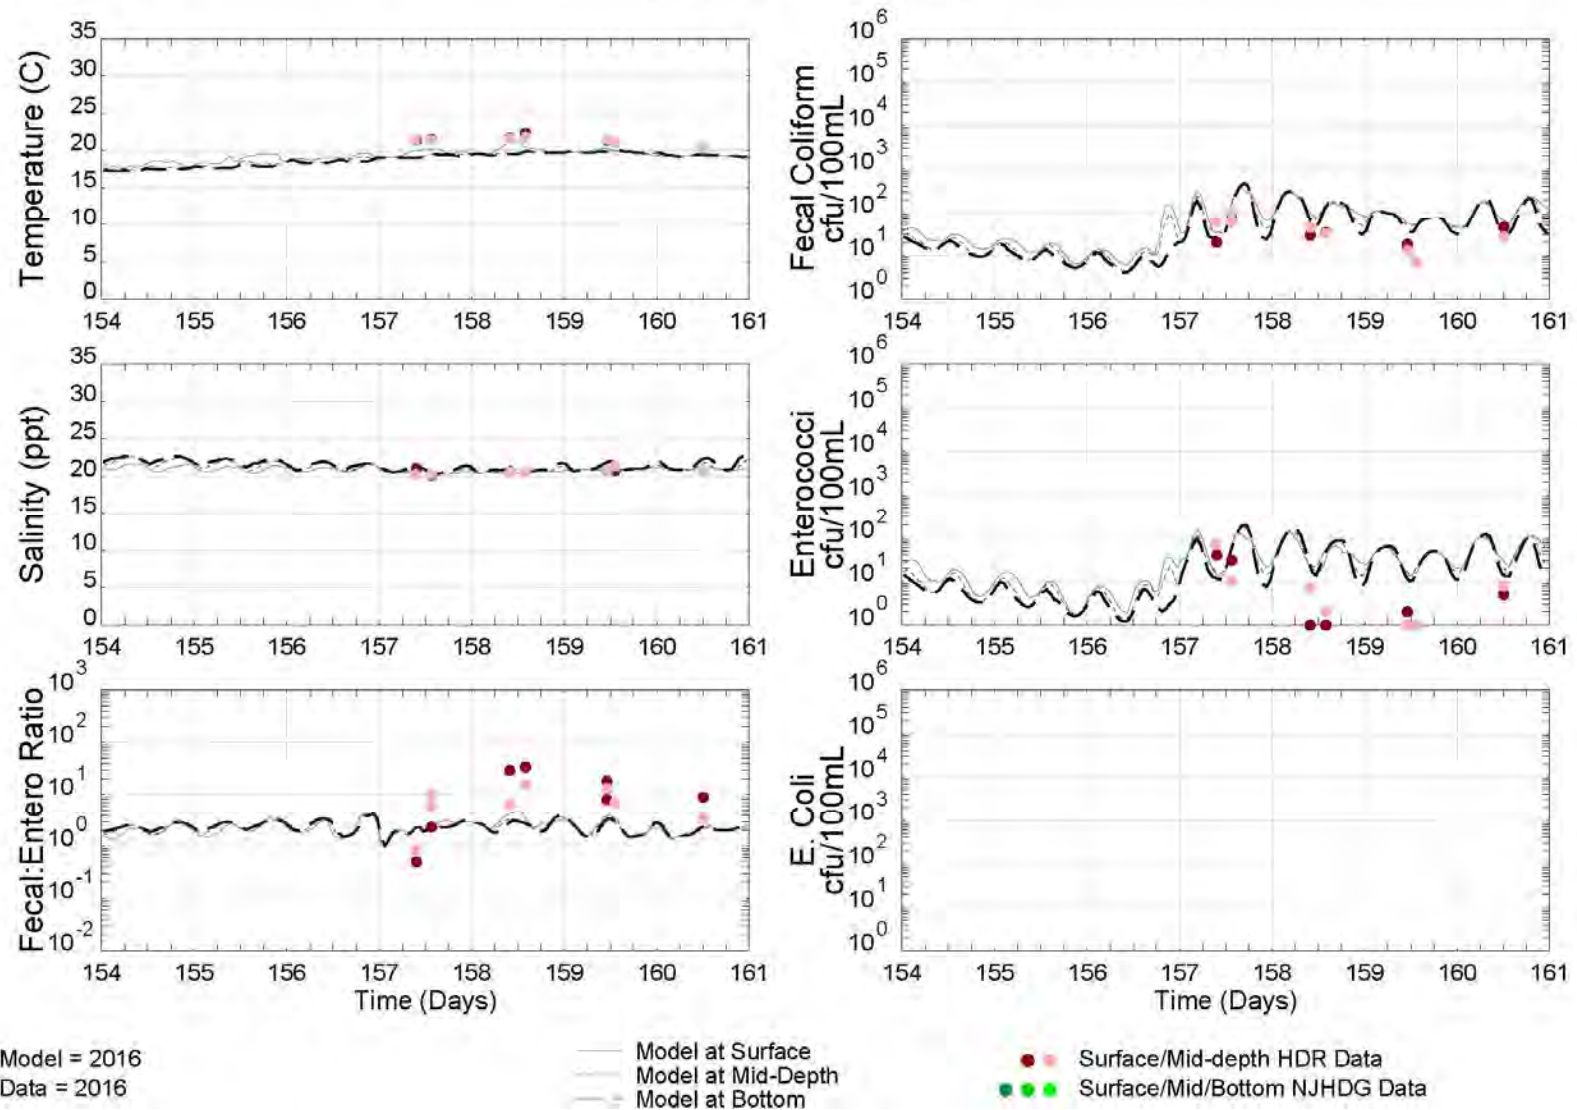 Temperature (C)
35
30
25
20
15
10
5
0
154 155 156 157 158 159 160 161
Fecal Coliform
cfu/100mL
10^6
10^5
10^4
10^3
10^2
10^1
10^0
154 155 156 157 158 159 160 161
Salinity (ppt)
35
30
25
20
15
10
5
0
154 155 156 157 158 159 160 161
Enterococci
cfu/100mL
10^6
10^5
10^4
10^3
10^2
10^1
10^0
154 155 156 157 158 159 160 161
Fecal:Entero Ratio
10^3
10^2
10^1
10^0
10^-1
10^-2
154 155 156 157 158 159 160 161
Time (Days)
E. Coli
cfu/100mL
10^6
10^5
10^4
10^3
10^2
10^1
10^0
154 155 156 157 158 159 160 161
Time (Days)
Model = 2016
Data = 2016
Model at Surface
Model at Mid-Depth
Model at Bottom
Surface/Mid-depth HDR Data
Surface/Mid/Bottom NJHDG Data